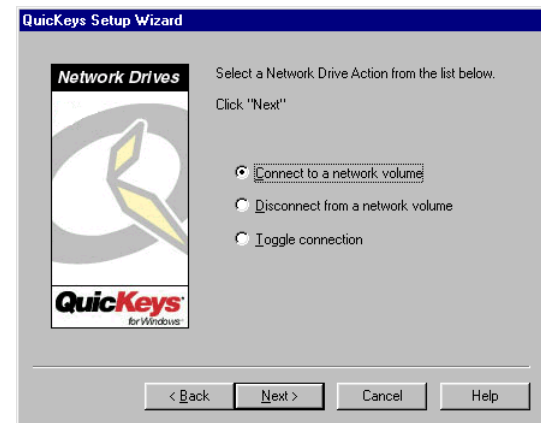 QuicKeys Setup Wizard
Network Drives
Select a Network Drive Action from the list below.
Click "Next"
Connect to a network volume
Disconnect from a network volume
Toggle connection
QuicKeys
for Windows
< Back
Next >
Cancel
Help